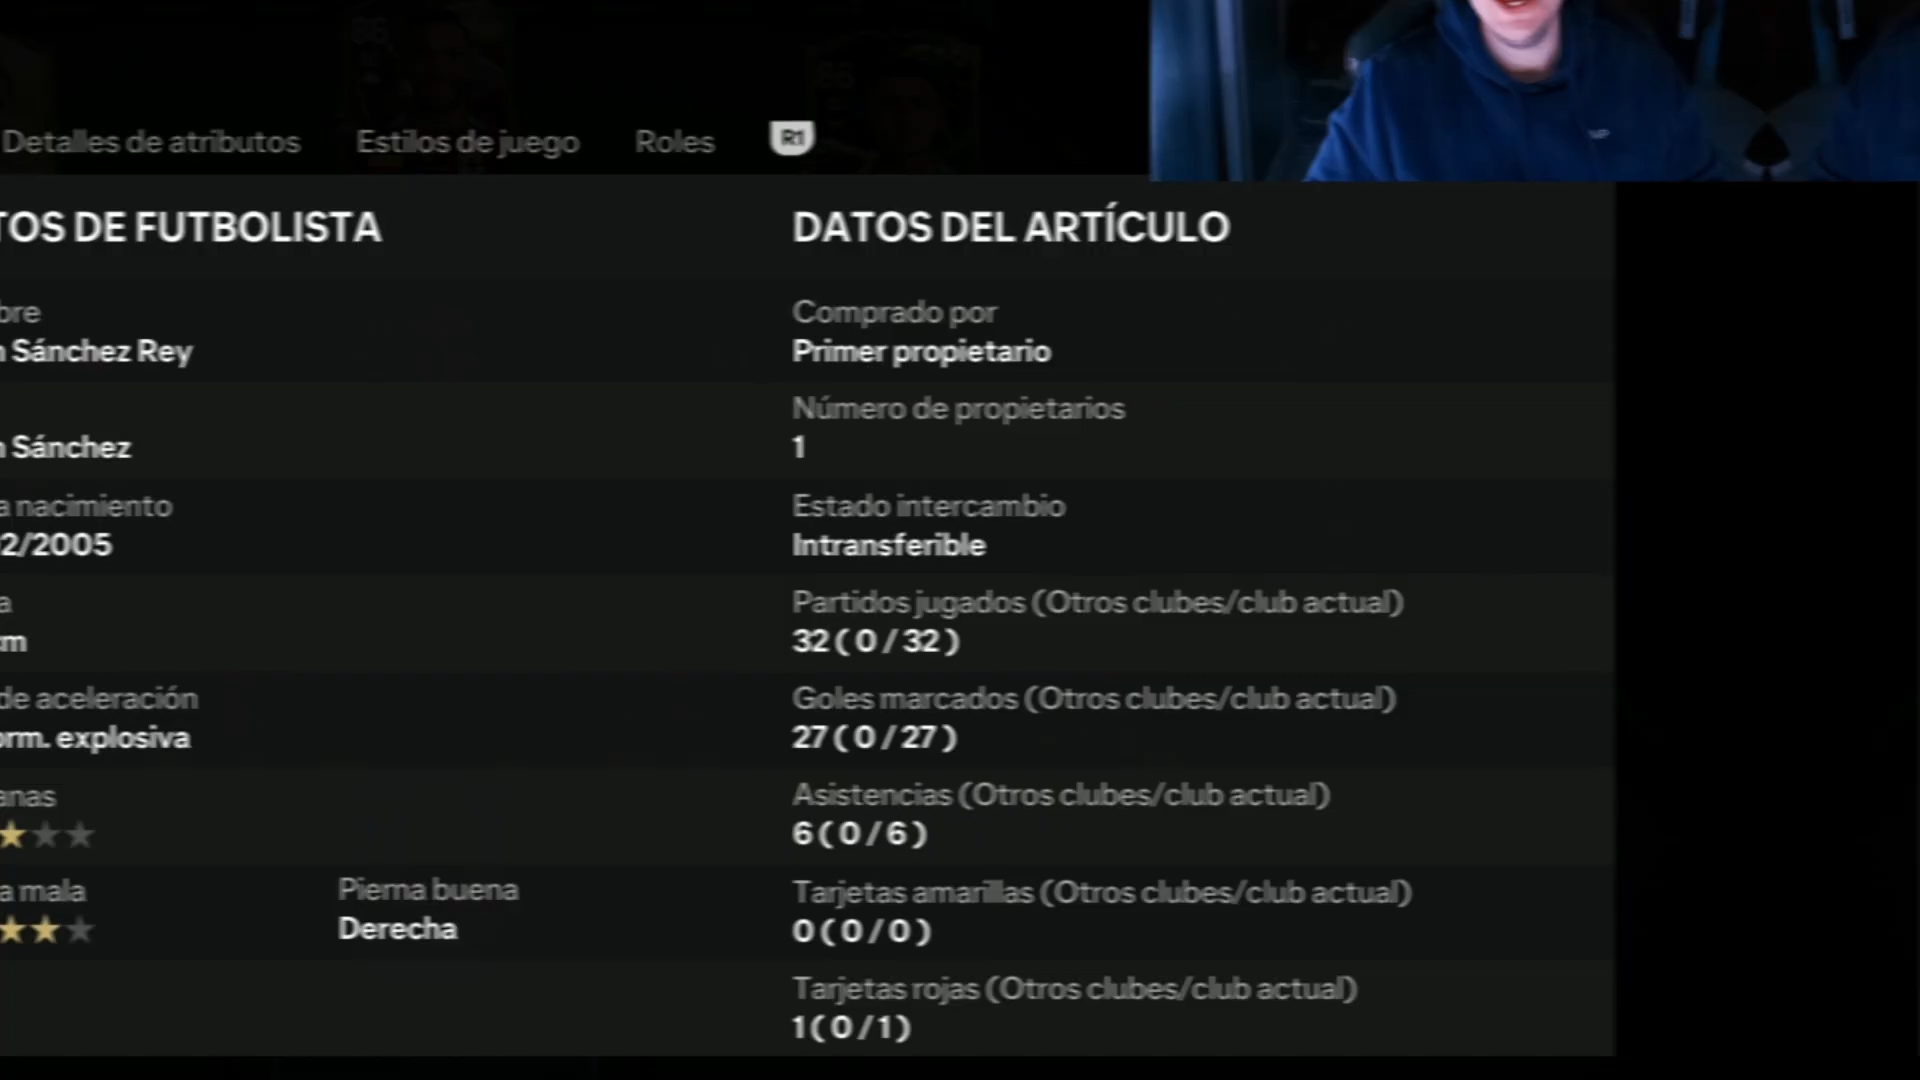 Detalles de atributos Estilos de juego Roles R1
TOS DE FUTBOLISTA
bre
n Sánchez Rey
n Sánchez
a nacimiento
02/2005
a
cm
de aceleración
orm. explosiva
anas
a mala
Pierna buena
Derecha
DATOS DEL ARTÍCULO
Comprado por
Primer propietario
Número de propietarios
1
Estado intercambio
Intransferible
Partidos jugados (Otros clubes/club actual)
32 ( 0 / 32 )
Goles marcados (Otros clubes/club actual)
27 ( 0 / 27 )
Asistencias (Otros clubes/club actual)
6 ( 0 / 6 )
Tarjetas amarillas (Otros clubes/club actual)
0 ( 0 / 0 )
Tarjetas rojas (Otros clubes/club actual)
1 ( 0 / 1 )